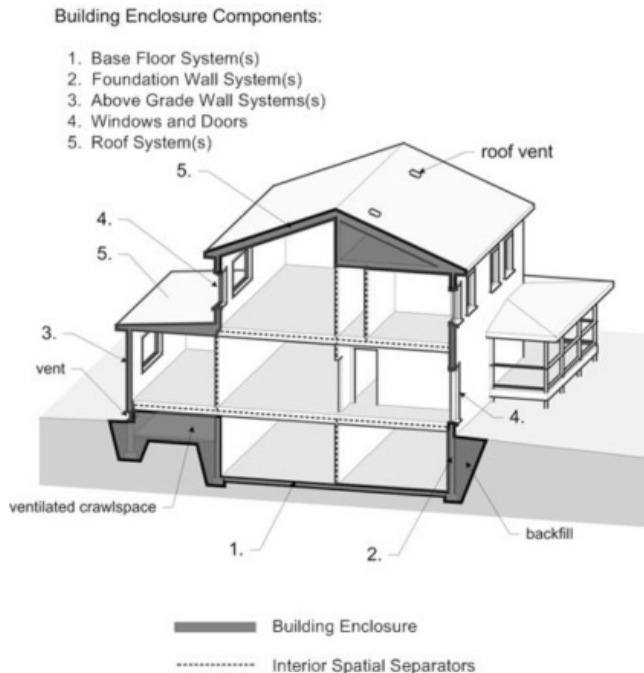 Building Enclosure Components:
1. Base Floor System(s)
2. Foundation Wall System(s)
3. Above Grade Wall Systems(s)
4. Windows and Doors
5. Roof System(s)
roof vent
5.
4.
5.
3.
vent
4.
ventilated crawlspace
backfill
1.
2.
Building Enclosure
Interior Spatial Separators